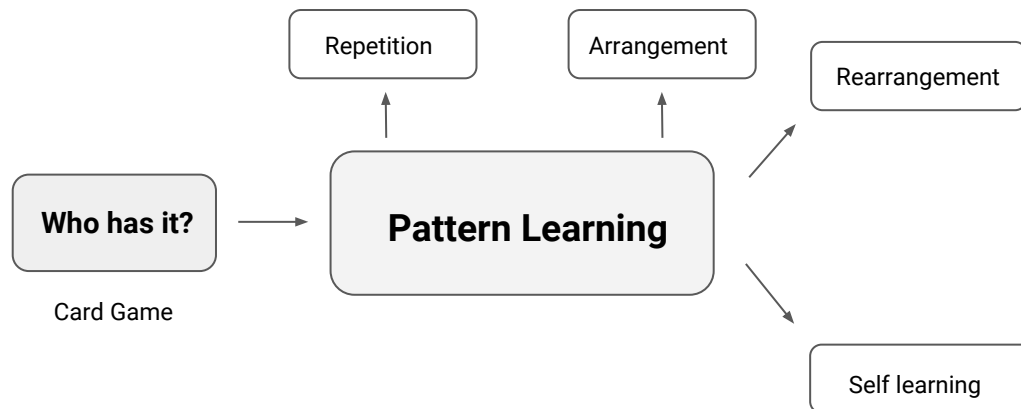 Repetition
Arrangement
Rearrangement
Who has it?
Pattern Learning
Card Game
Self learning